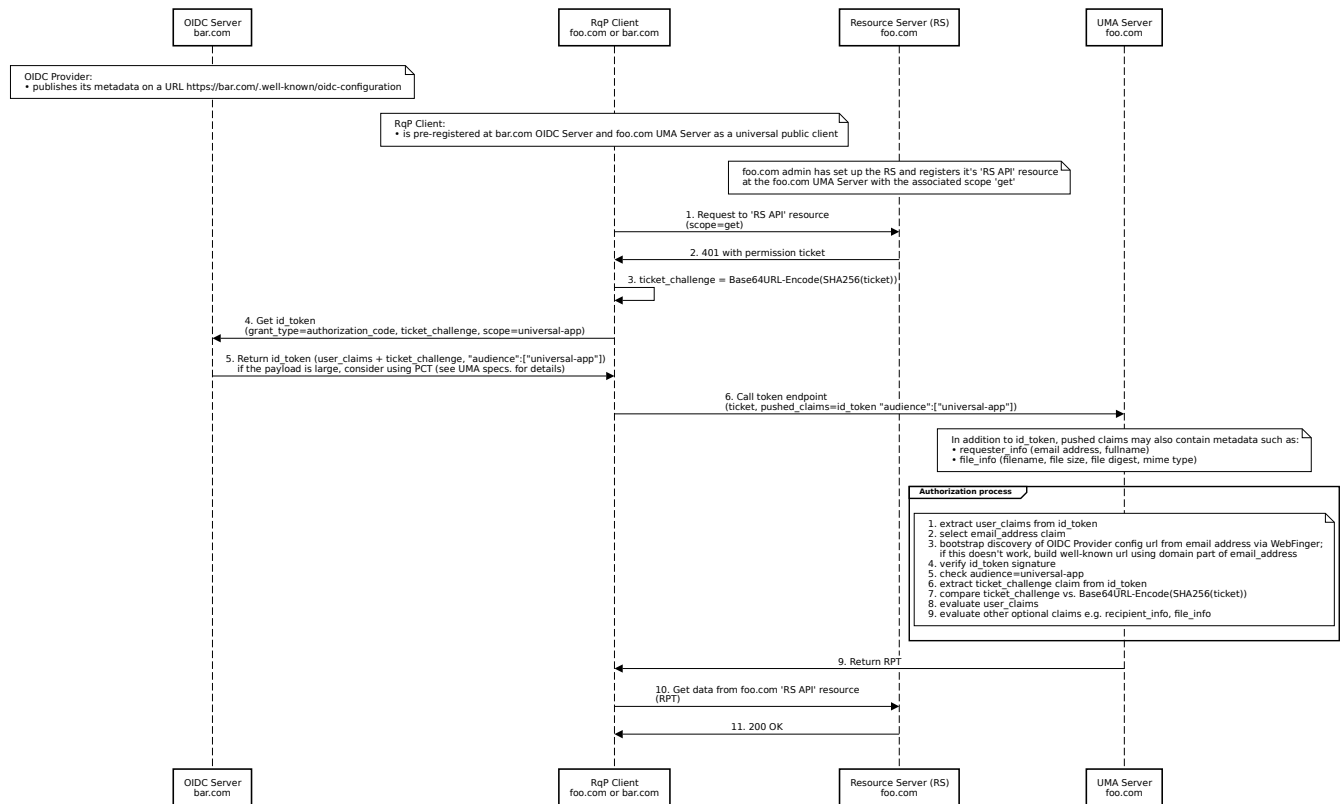 OIDC Server
bar.com
RqP Client
foo.com or bar.com
Resource Server (RS)
foo.com
UMA Server
foo.com
OIDC Provider:
• publishes its metadata on a URL https://bar.com/.well-known/oidc-configuration
RqP Client:
• is pre-registered at bar.com OIDC Server and foo.com UMA Server as a universal public client
foo.com admin has set up the RS and registers it's 'RS API' resource
at the foo.com UMA Server with the associated scope 'get'
1. Request to 'RS API' resource
(scope=get)
2. 401 with permission ticket
3. ticket_challenge = Base64URL-Encode(SHA256(ticket))
4. Get id_token
(grant_type=authorization_code, ticket_challenge, scope=universal-app)
5. Return id_token (user_claims + ticket_challenge, "audience":["universal-app"])
if the payload is large, consider using PCT (see UMA specs. for details)
6. Call token endpoint
(ticket, pushed_claims=id_token "audience":["universal-app"])
In addition to id_token, pushed claims may also contain metadata such as:
• requester_info (email address, fullname)
• file_info (filename, file size, file digest, mime type)
Authorization process
1. extract user_claims from id_token
2. select email_address claim
3. bootstrap discovery of OIDC Provider config url from email address via WebFinger;
if this doesn't work, build well-known url using domain part of email_address
4. verify id_token signature
5. check audience=universal-app
6. extract ticket_challenge claim from id_token
7. compare ticket_challenge vs. Base64URL-Encode(SHA256(ticket))
8. evaluate user_claims
9. evaluate other optional claims e.g. recipient_info, file_info
9. Return RPT
10. Get data from foo.com 'RS API' resource
(RPT)
11. 200 OK
OIDC Server
bar.com
RqP Client
foo.com or bar.com
Resource Server (RS)
foo.com
UMA Server
foo.com